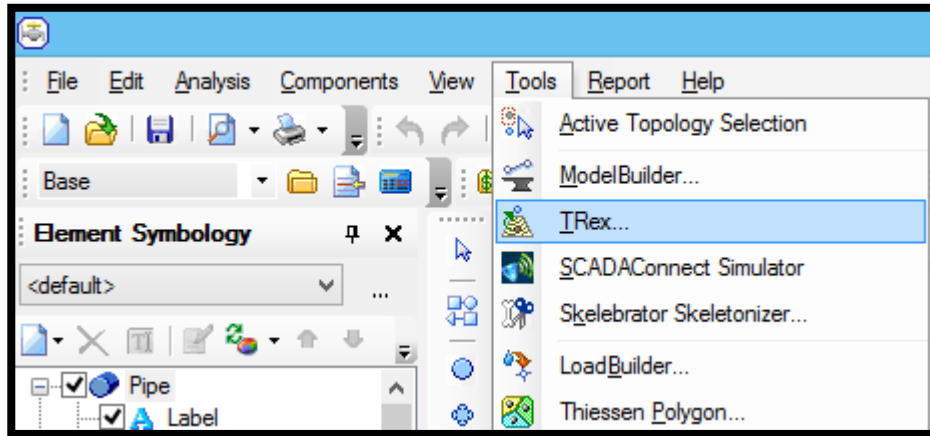 File Edit Analysis Components View Tools Report Help
Active Topology Selection
Base
ModelBuilder...
Element Symbology
TRex...
<default>
...
SCADAConnect Simulator
Skelebrator Skeletonizer...
LoadBuilder...
Pipe
Label
Thiessen Polygon...